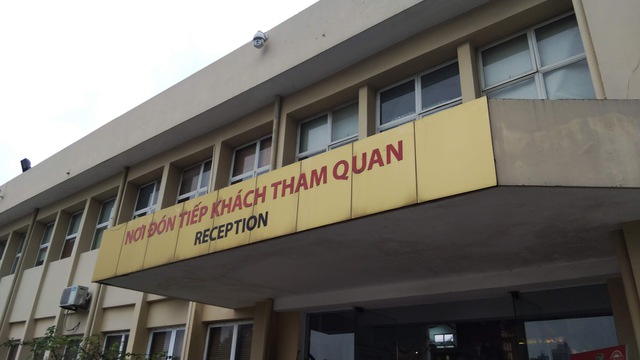 NƠI ĐÓN TIẾP KHÁCH THAM QUAN
RECEPTION